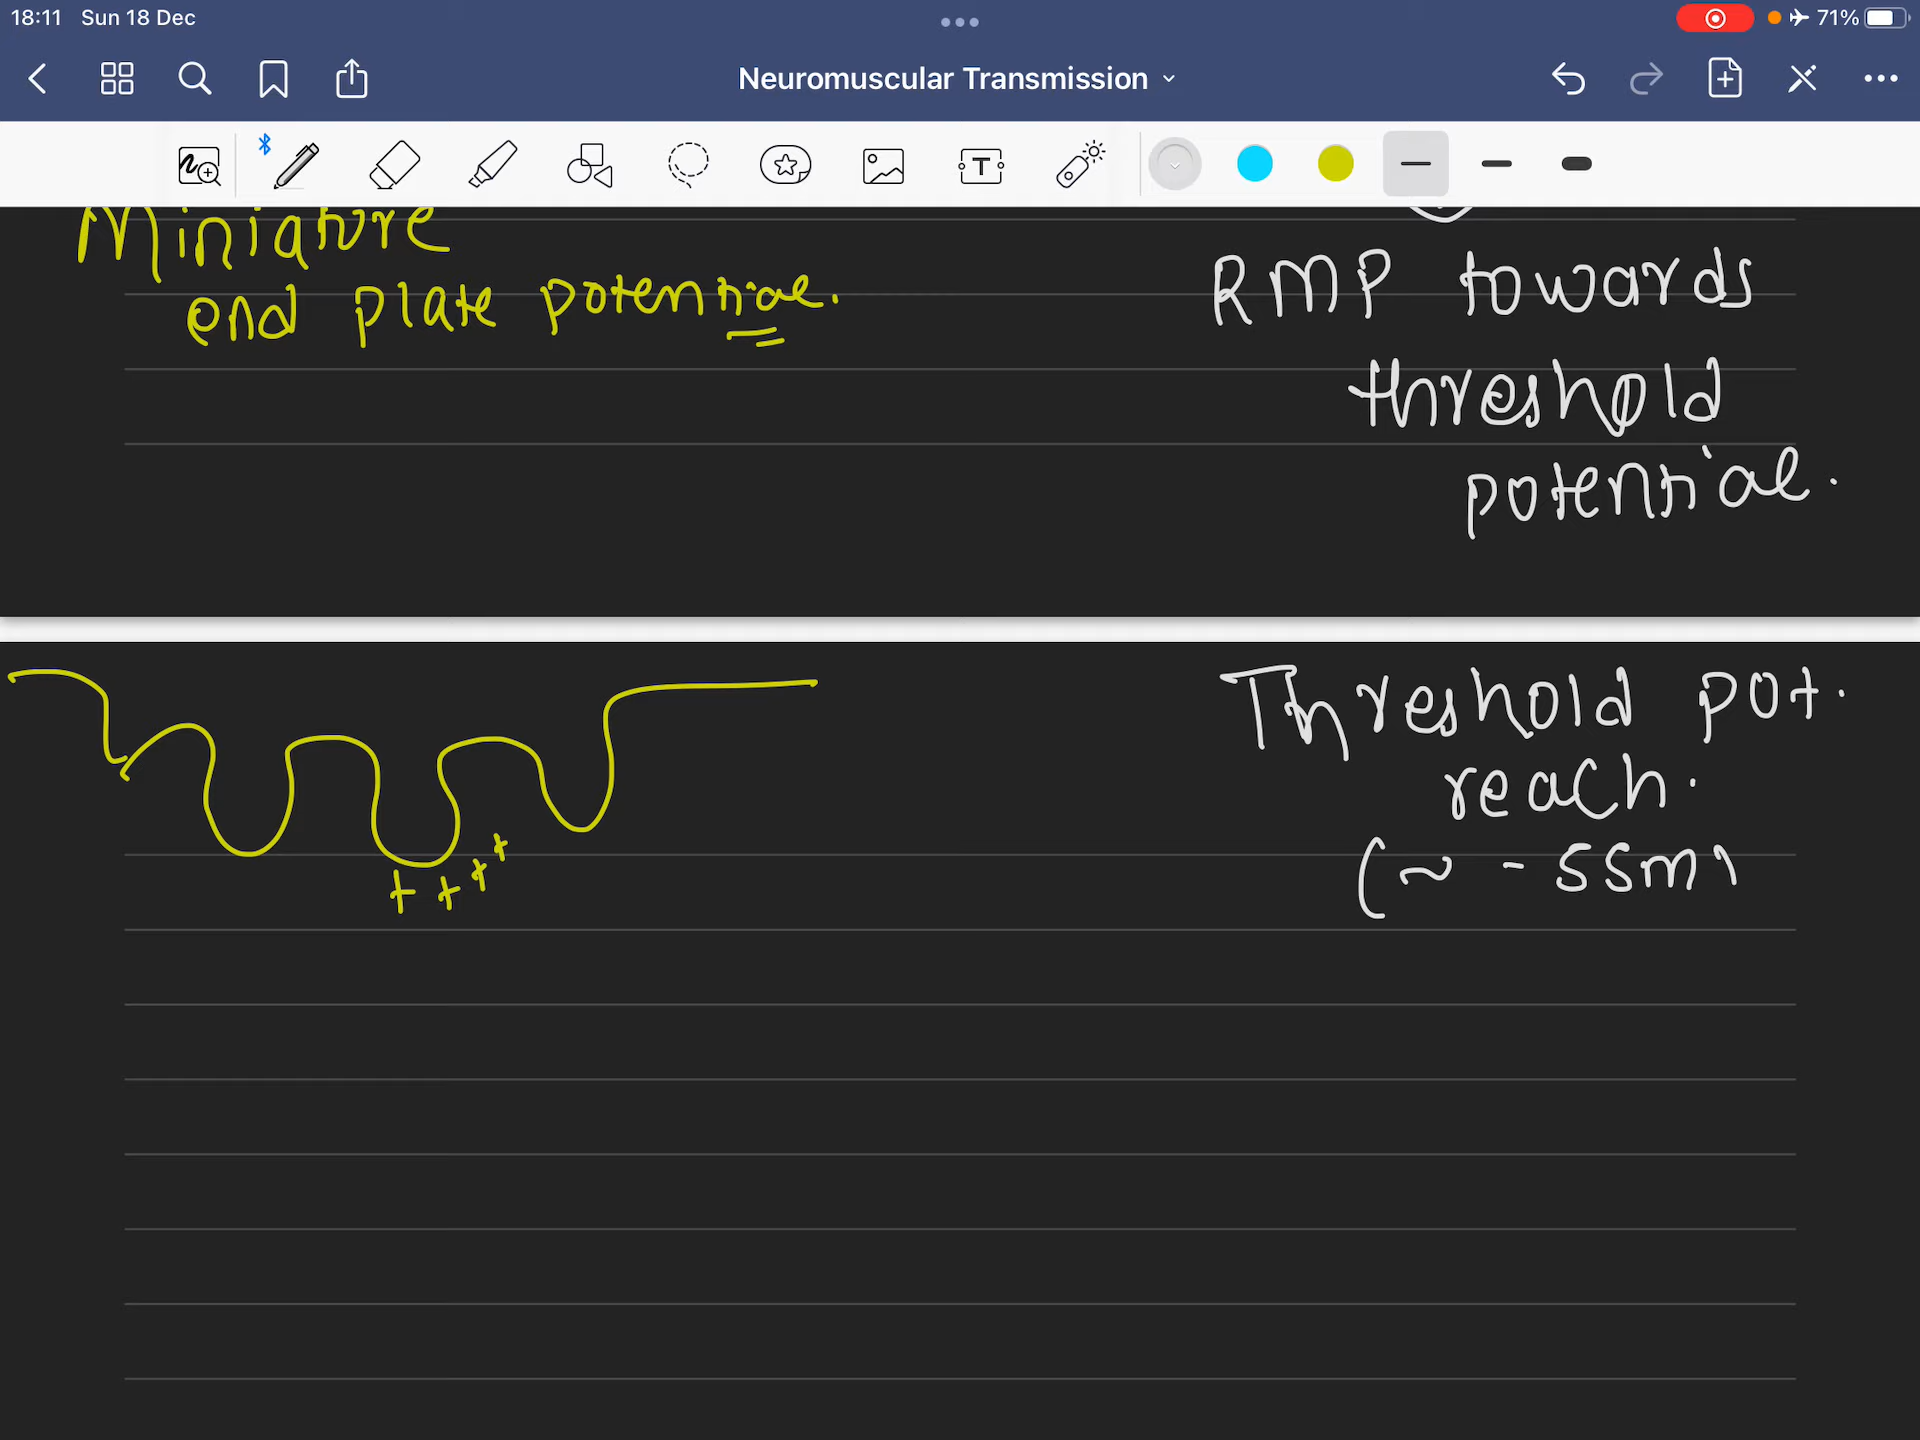 18:11 Sun 18 Dec
71%
Neuromuscular Transmission
T
Miniature
end plate potential.
RMP towards
threshold
potential.
Threshold pot.
reach.
(~ -55m
+ + + +